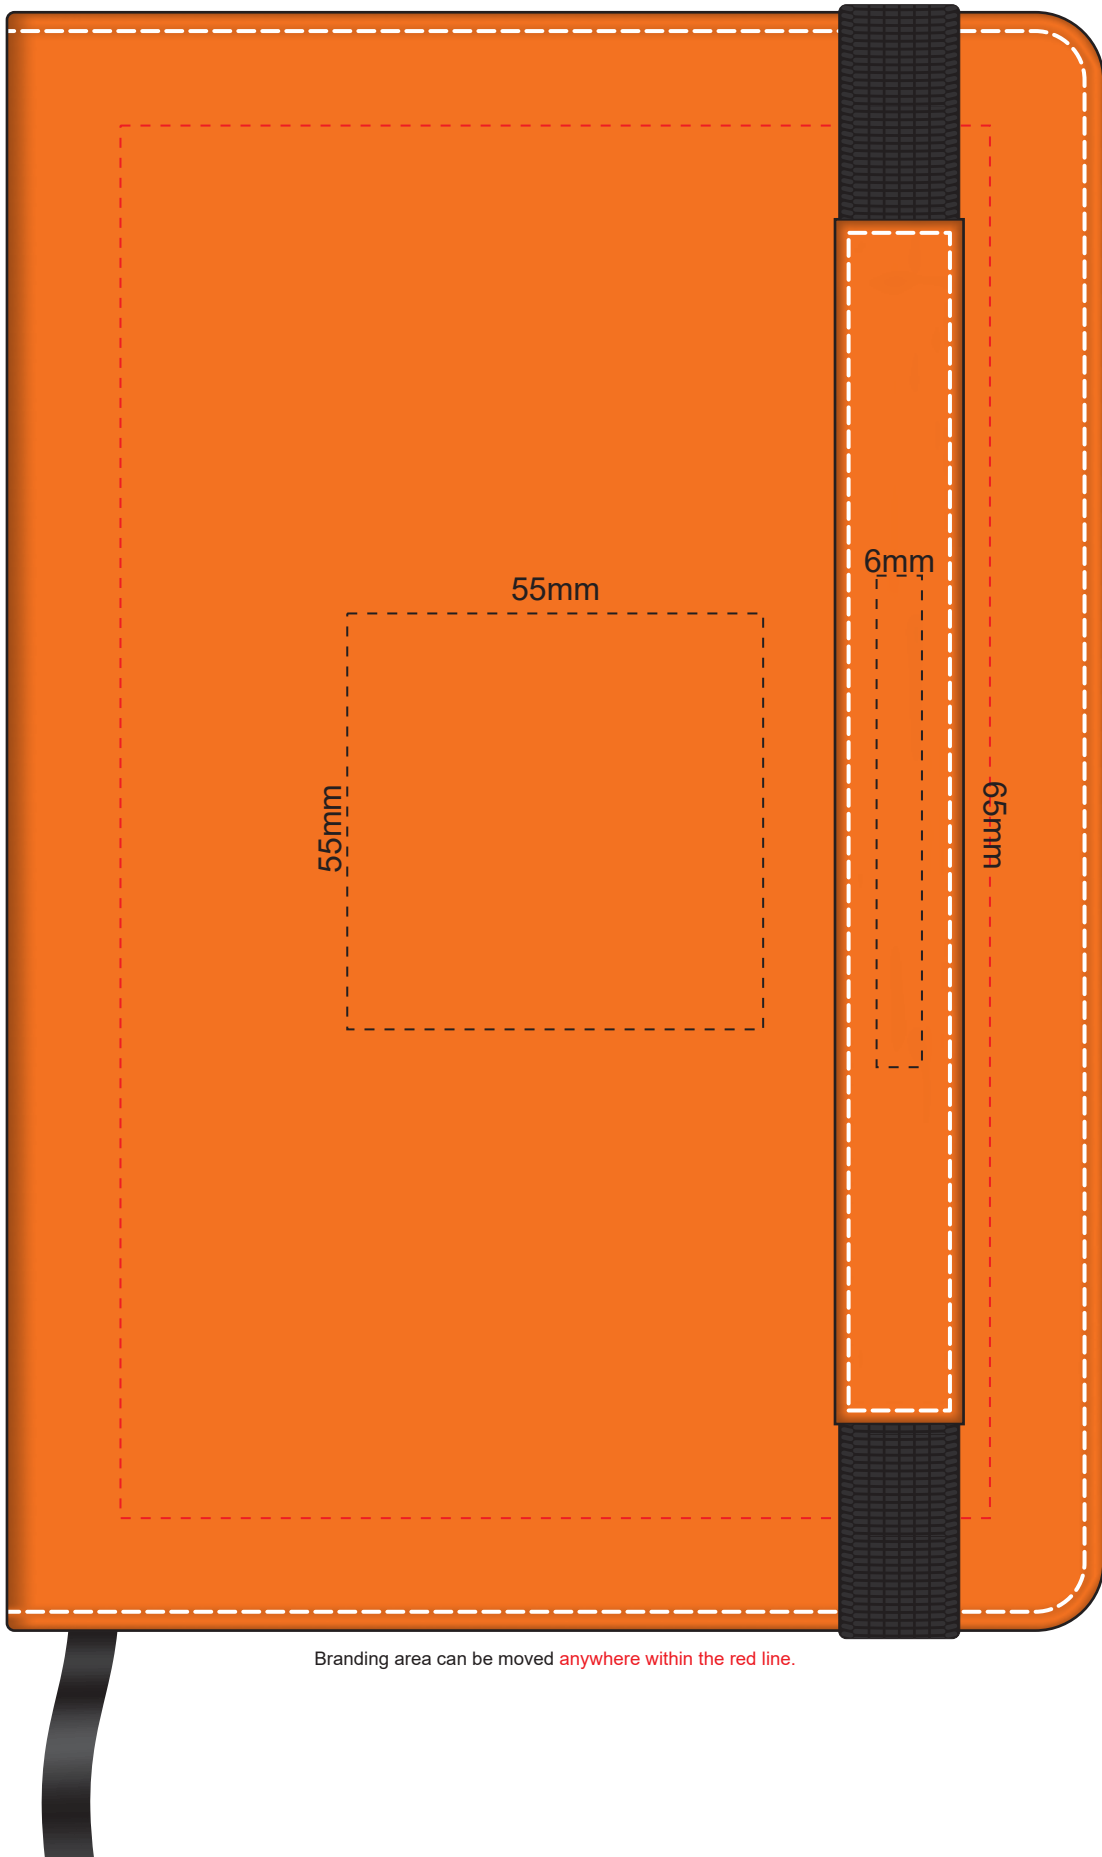 6mm
55mm
55mm
65mm
Branding area can be moved anywhere within the red line.